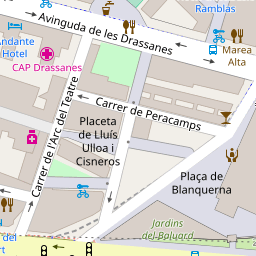 Ramblas
Avinguda de les Drassanes
Andante
Hotel
CAP Drassanes
Marea
Alta
Carrer de l'Arc del Teatre
Carrer de Peracamps
Placeta
de Lluís
Ulloa i
Cisneros
Plaça de
Blanquerna
Jardins
del Baluard
del